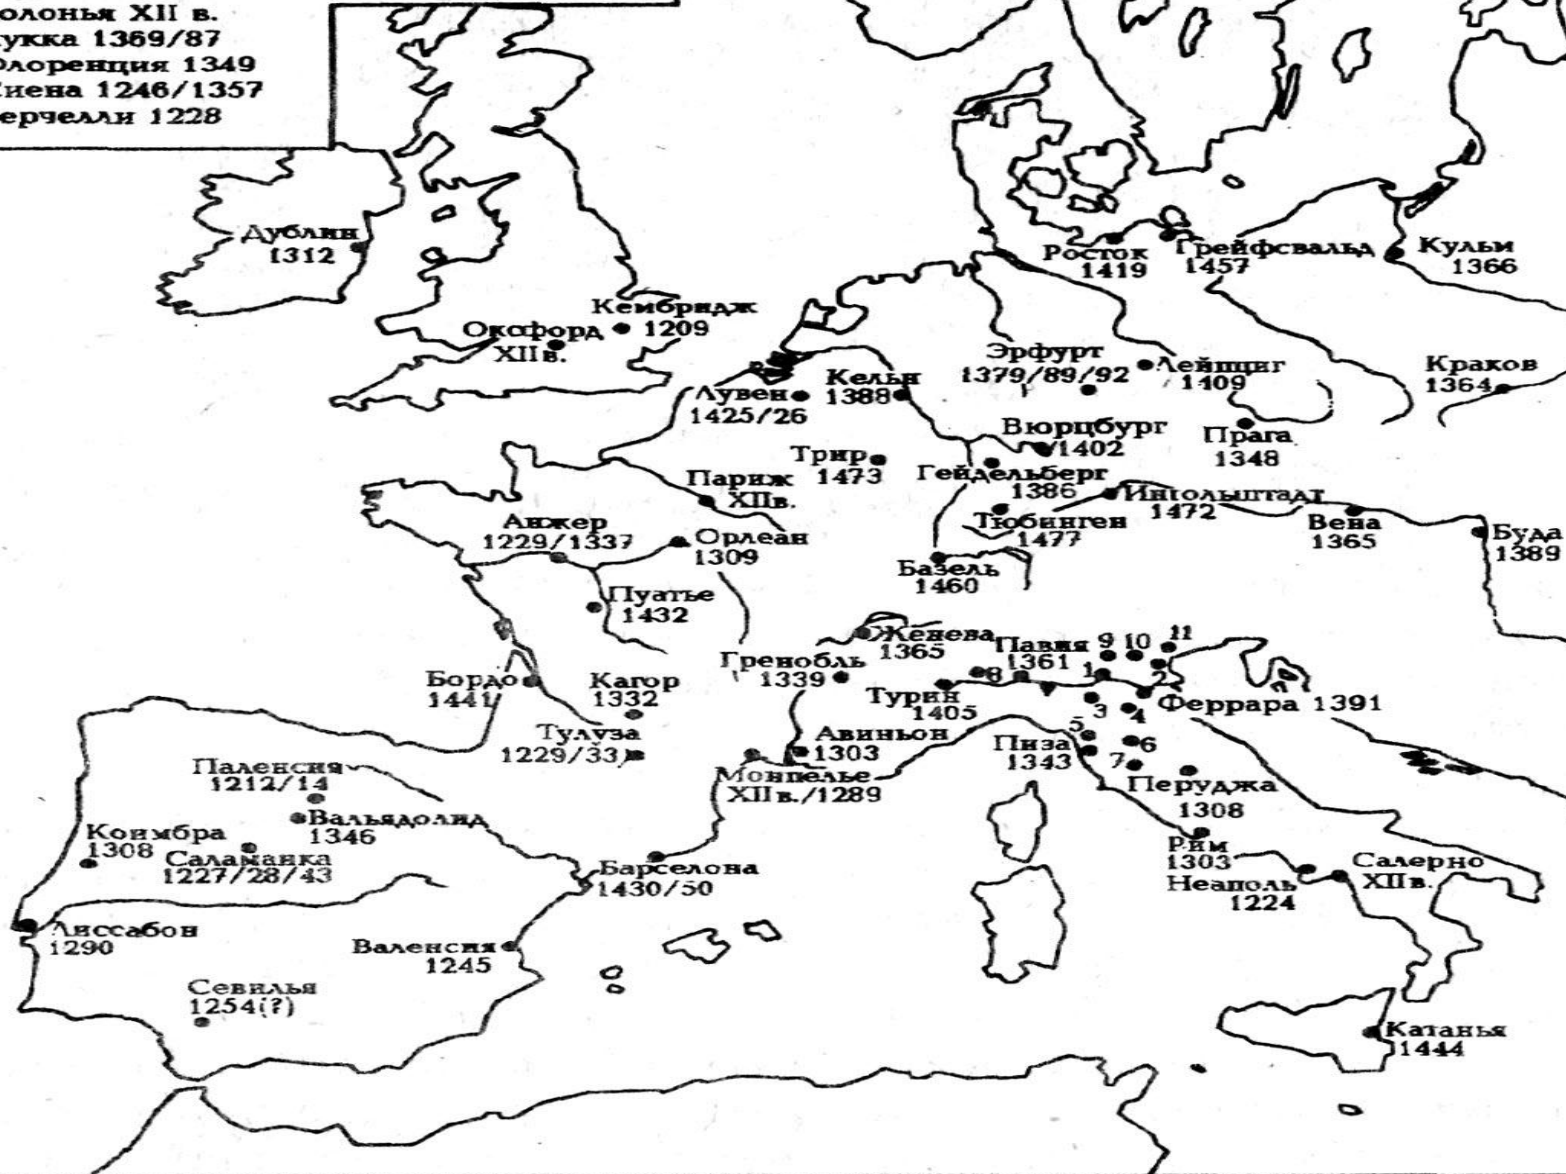 олонья XII в.
укка 1369/87
лоренция 1349
иена 1246/1357
ерчелли 1228
Дублин
1312
Кембридж
1209
Оксфорд
XII в.
Росток
1419
Грейфсвальд
1457
Кульм
1366
Эрфурт
1379/89/92
Лейпциг
1409
Краков
1364
Лувен
1425/26
Кельн
1388
Вюрцбург
1402
Прага
1348
Трир
1473
Гейдельберг
1386
Париж
XIIв.
Ингольштадт
1472
Тюбинген
1477
Вена
1365
Буда
1389
Анжер
1229/1337
Орлеан
1309
Базель
1460
Пуатье
1432
Женева
1365
Павия
1361
9 10 11
Гренобль
1339
8
1
2
Бордо
1441
Кагор
1332
Турин
1405
3
4
Феррара 1391
Тулуза
1229/33
Авиньон
1303
Пиза
1343
5
6
7
Монпелье
XIIв./1289
Перуджа
1308
Паленсия
1212/14
Вальядолид
1346
Коимбра
1308
Саламанка
1227/28/43
Барселона
1430/50
Рим
1303
Неаполь
1224
Салерно
XIIв.
Лиссабон
1290
Валенсия
1245
Севилья
1254(?)
Катанья
1444